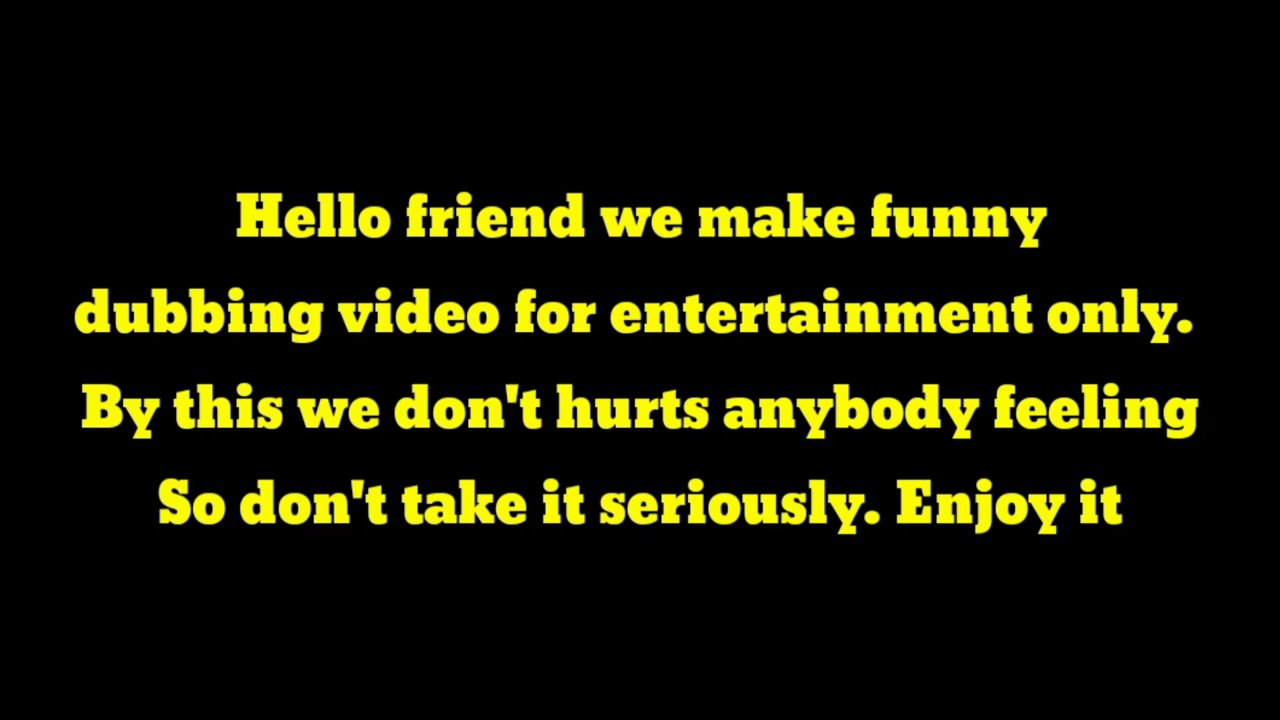 Hello friend we make funny
dubbing video for entertainment only.
By this we don't hurts anybody feeling
So don't take it seriously. Enjoy it